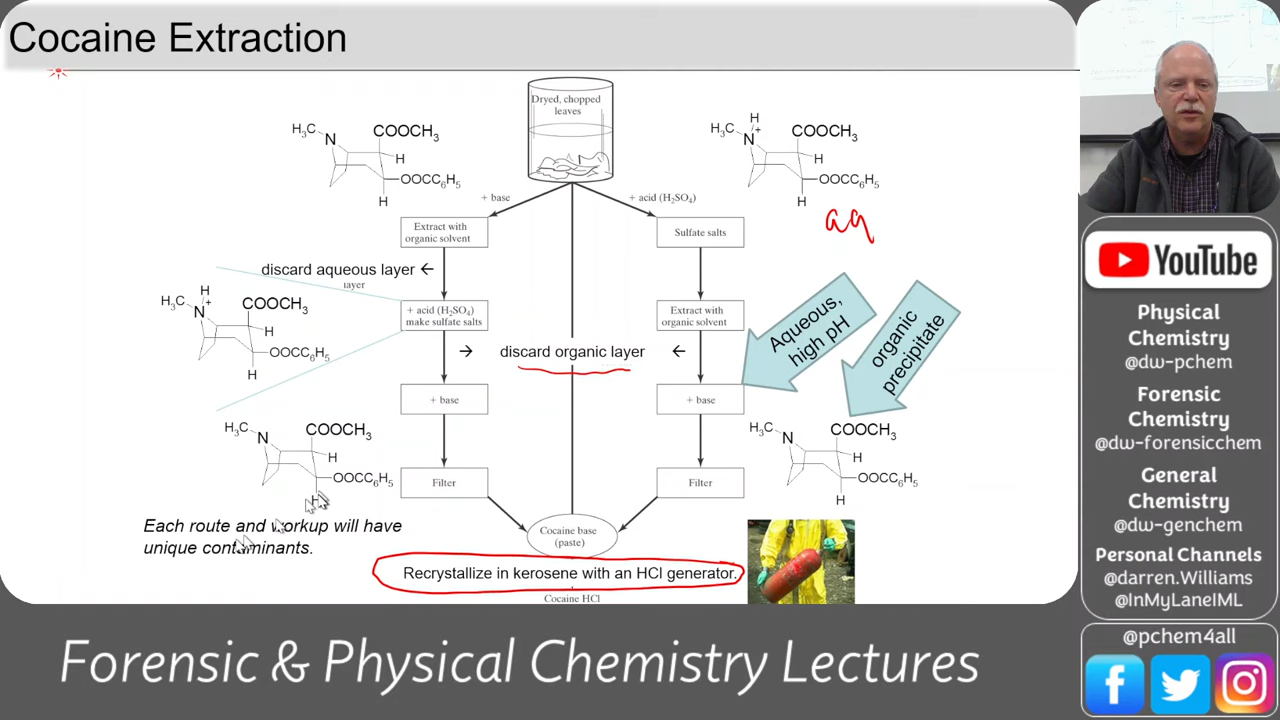 Cocaine Extraction
Dryed, chopped
leaves
H₃C
N
COOCH₃
H
OOCC₆H₅
H
H
H₃C
N
+
COOCH₃
H
OOCC₆H₅
H
aq
+ base
+ acid (H₂SO₄)
Extract with
organic solvent
Sulfate salts
discard aqueous layer ←
layer
H
H₃C
N
+
COOCH₃
H
OOCC₆H₅
H
+ acid (H₂SO₄)
make sulfate salts
Extract with
organic solvent
Aqueous,
high pH
organic
precipitate
→ discard organic layer ←
+ base
+ base
H₃C
N
COOCH₃
H
OOCC₆H₅
H
H₃C
N
COOCH₃
H
OOCC₆H₅
H
Filter
Filter
Each route and workup will have
unique contaminants.
Cocaine base
(paste)
Recrystallize in kerosene with an HCl generator.
Cocaine HCl
YouTube
Physical
Chemistry
@dw-pchem
Forensic
Chemistry
@dw-forensicchem
General
Chemistry
@dw-genchem
Personal Channels
@darren.Williams
@InMyLaneIML
@pchem4all
Forensic & Physical Chemistry Lectures